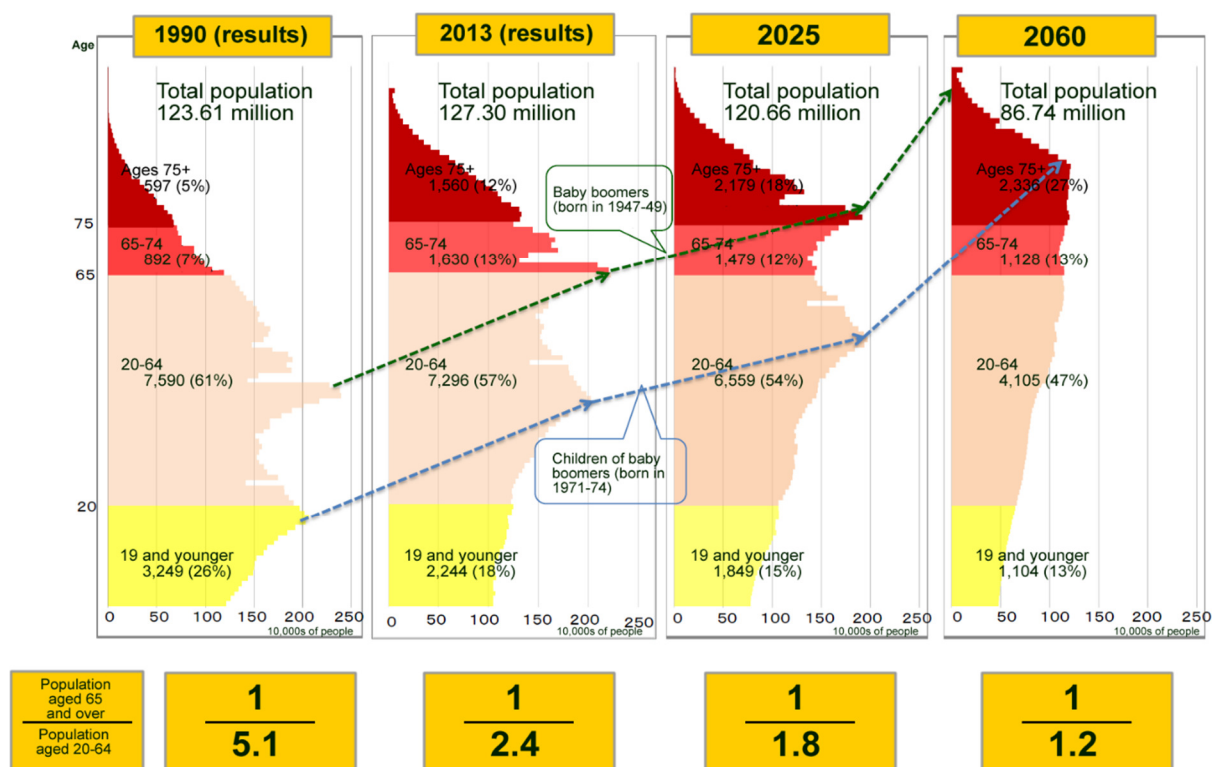 1990 (results)
2013 (results)
2025
2060
Age
Total population
123.61 million
Ages 75+
597 (5%)
75
65-74
892 (7%)
65
20-64
7,590 (61%)
20
19 and younger
3,249 (26%)
0 50 100 150 200 250
10,000s of people
Total population
127.30 million
1,560 (12%)
65-74
1,630 (13%)
20-64
7,296 (57%)
19 and younger
2,244 (18%)
0 50 100 150 200 250
10,000s of people
Baby boomers
(born in 1947-49)
Children of baby
boomers (born in
1971-74)
Total population
120.66 million
Ages 75+
2,179 (18%)
65-74
1,479 (12%)
20-64
6,559 (54%)
19 and younger
1,849 (15%)
0 50 100 150 200 250
10,000s of people
Total population
86.74 million
Ages 75+
2,336 (27%)
65-74
1,128 (13%)
20-64
4,105 (47%)
19 and younger
1,104 (13%)
0 50 100 150 200 250
10,000s of people
Population
aged 65
and over
Population
aged 20-64
1
5.1
1
2.4
1
1.8
1
1.2